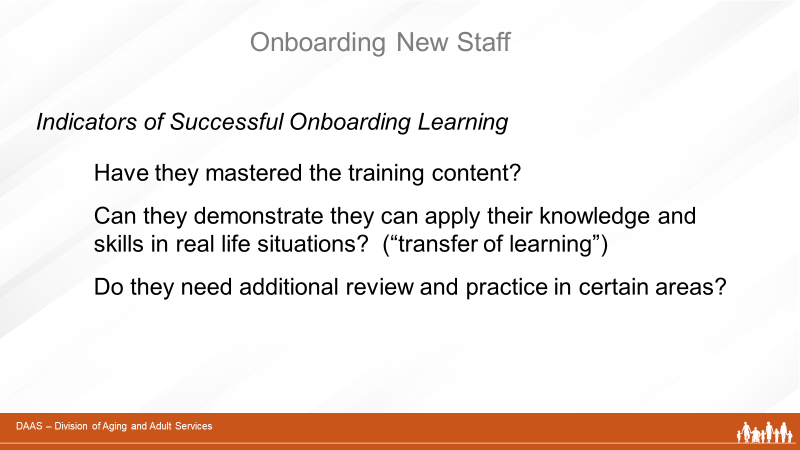 Onboarding New Staff
Indicators of Successful Onboarding Learning
Have they mastered the training content?
Can they demonstrate they can apply their knowledge and
skills in real life situations?  (“transfer of learning”)
Do they need additional review and practice in certain areas?
DAAS – Division of Aging and Adult Services